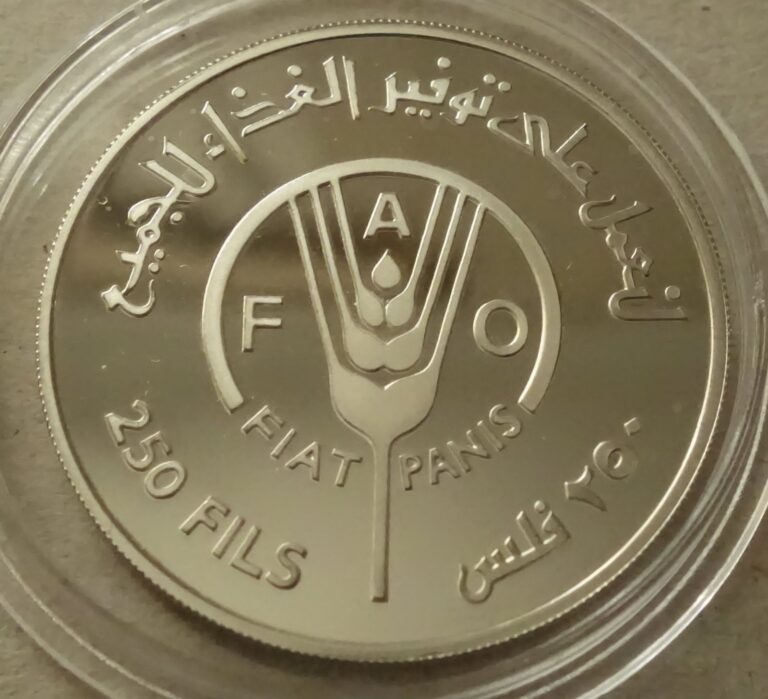 لنعمل على توفير الغذاء للجميع
F A O
FIAT PANIS
250 FILS
٢٥٠ فلس